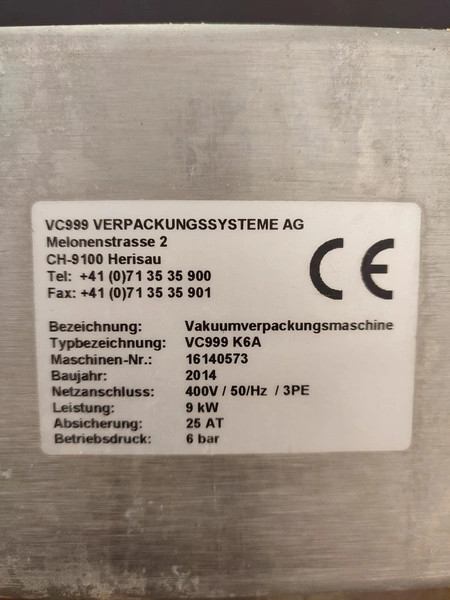 VC999 VERPACKUNGSSYSTEME AG
Melonenstrasse 2
CH-9100 Herisau
Tel: +41 (0)71 35 35 900
Fax: +41 (0)71 35 35 901
CE
Bezeichnung: Vakuumverpackungsmaschine
Typbezeichnung: VC999 K6A
Maschinen-Nr.: 16140573
Baujahr: 2014
Netzanschluss: 400V / 50/Hz / 3PE
Leistung: 9 kW
Absicherung: 25 AT
Betriebsdruck: 6 bar